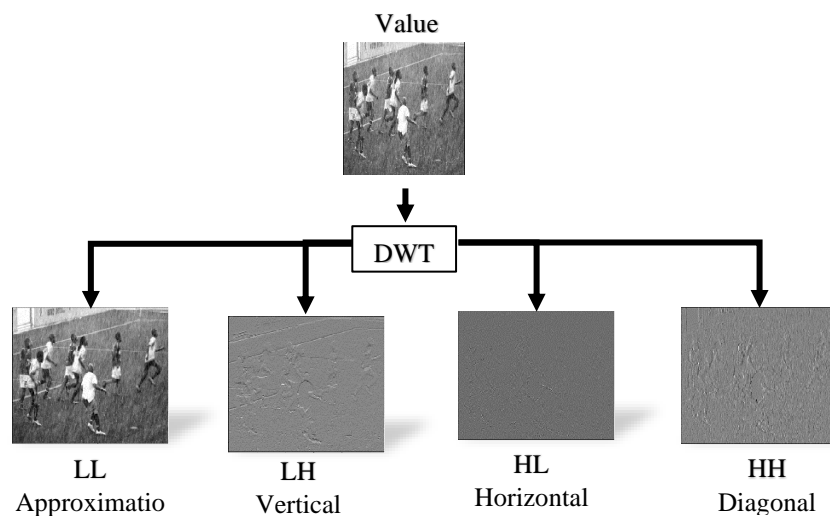 Value
DWT
LL
Approximatio
LH
Vertical
HL
Horizontal
HH
Diagonal